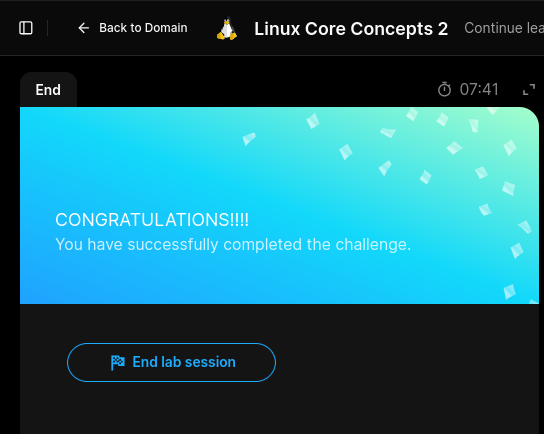 Back to Domain
Linux Core Concepts 2
Continue lea
End
07:41
CONGRATULATIONS!!!!
You have successfully completed the challenge.
End lab session